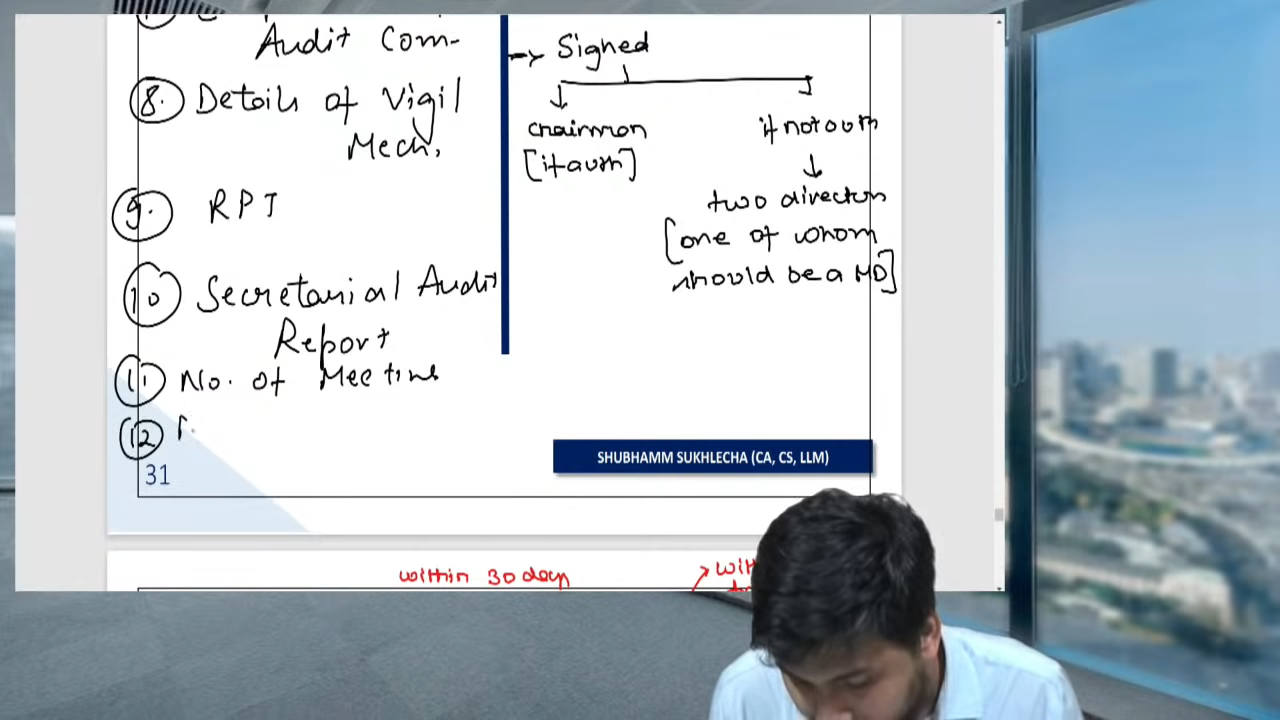 Audit Com-
8. Details of Vigil
Mech.
9. RPT
10 Secretarial Audit
Report
11 No. of Meetins
12
31
→ Signed
chairman
[if auth]
if not auth
two directors
[one of whom
should be a MD]
SHUBHAMM SUKHLECHA (CA, CS, LLM)
within 30 days